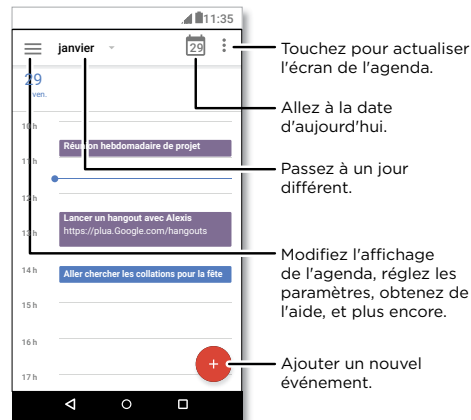 11:35
janvier
29
29
ven.
10 h
Réunion hebdomadaire de projet
11 h
12 h
Lancer un hangout avec Alexis
https://plua.Google.com/hangouts
13 h
14 h
Aller chercher les collations pour la fête
15 h
16 h
17 h
+
Touchez pour actualiser
l'écran de l'agenda.
Allez à la date
d'aujourd'hui.
Passez à un jour
différent.
Modifiez l'affichage
de l'agenda, réglez les
paramètres, obtenez de
l'aide, et plus encore.
Ajouter un nouvel
événement.